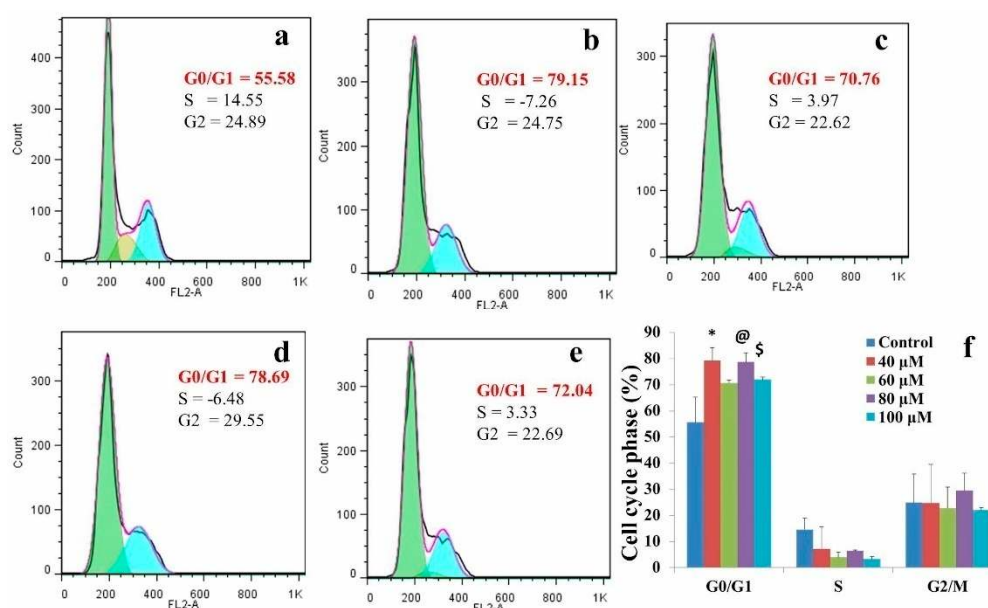 a
G0/G1 = 55.58
S = 14.55
G2 = 24.89
400
300
200
100
0
Count
0 200 400 600 800 1K
FL2-A
b
G0/G1 = 79.15
S = -7.26
G2 = 24.75
300
200
100
0
Count
0 200 400 600 800 1K
FL2-A
c
G0/G1 = 70.76
S = 3.97
G2 = 22.62
300
200
100
0
Count
0 200 400 600 800 1K
FL2-A
d
G0/G1 = 78.69
S = -6.48
G2 = 29.55
300
200
100
0
Count
0 200 400 600 800 1K
FL2-A
e
G0/G1 = 72.04
S = 3.33
G2 = 22.69
300
200
100
0
Count
0 200 400 600 800 1K
FL2-A
f
Cell cycle phase (%)
90
80
70
60
50
40
30
20
10
0
* @ $
Control
40 µM
60 µM
80 µM
100 µM
G0/G1 S G2/M